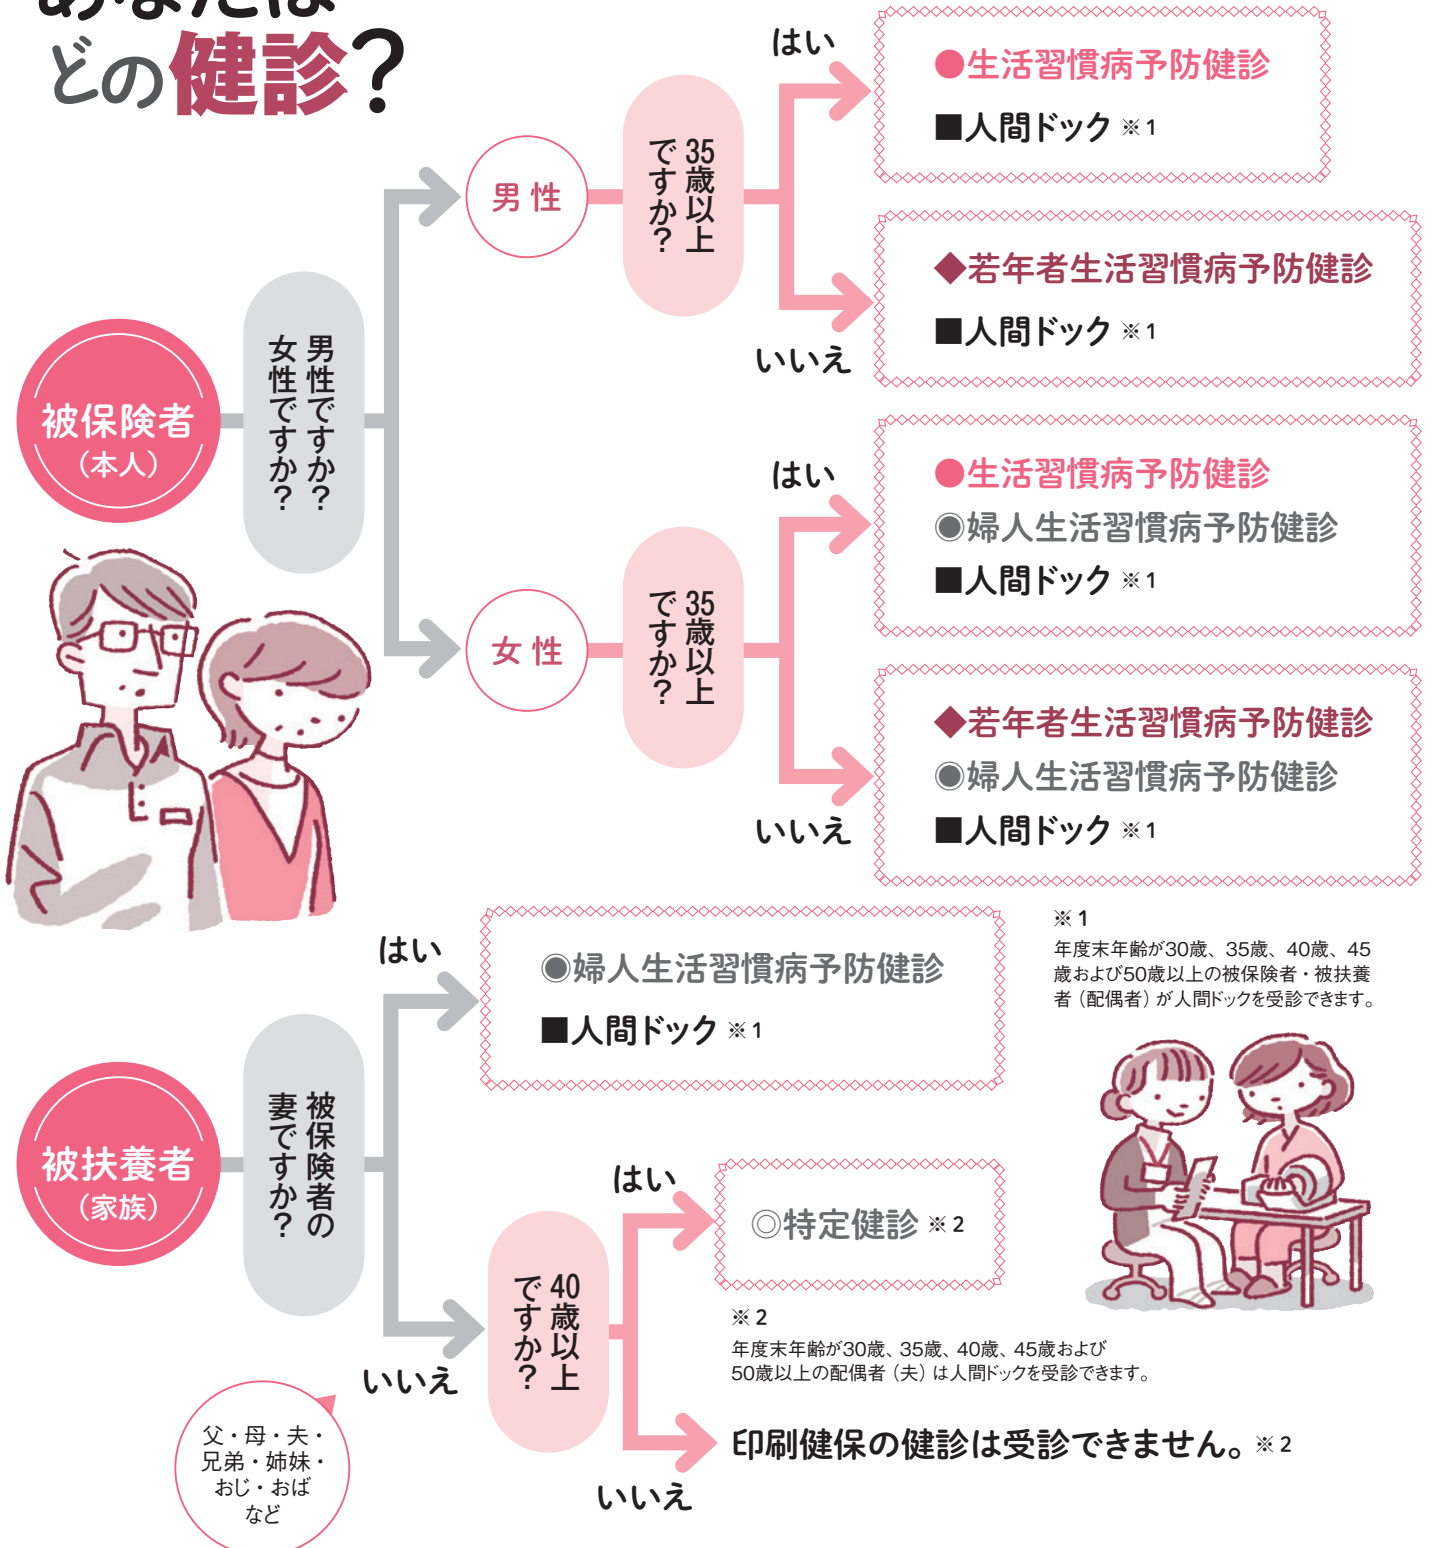 あなたは
どの健診?
被保険者
(本人)
男性ですか?
女性ですか?
男性
35歳以上
ですか?
はい
●生活習慣病予防健診
■人間ドック ※1
いいえ
◆若年者生活習慣病予防健診
■人間ドック ※1
女性
35歳以上
ですか?
はい
●生活習慣病予防健診
◉婦人生活習慣病予防健診
■人間ドック ※1
いいえ
◆若年者生活習慣病予防健診
◉婦人生活習慣病予防健診
■人間ドック ※1
※1
年度末年齢が30歳、35歳、40歳、45
歳および50歳以上の被保険者・被扶養
者(配偶者)が人間ドックを受診できます。
被扶養者
(家族)
被保険者の
妻ですか?
はい
◉婦人生活習慣病予防健診
■人間ドック ※1
いいえ
父・母・夫・
兄弟・姉妹・
おじ・おば
など
40歳以上
ですか?
はい
◎特定健診 ※2
※2
年度末年齢が30歳、35歳、40歳、45歳および
50歳以上の配偶者(夫)は人間ドックを受診できます。
いいえ
印刷健保の健診は受診できません。※2